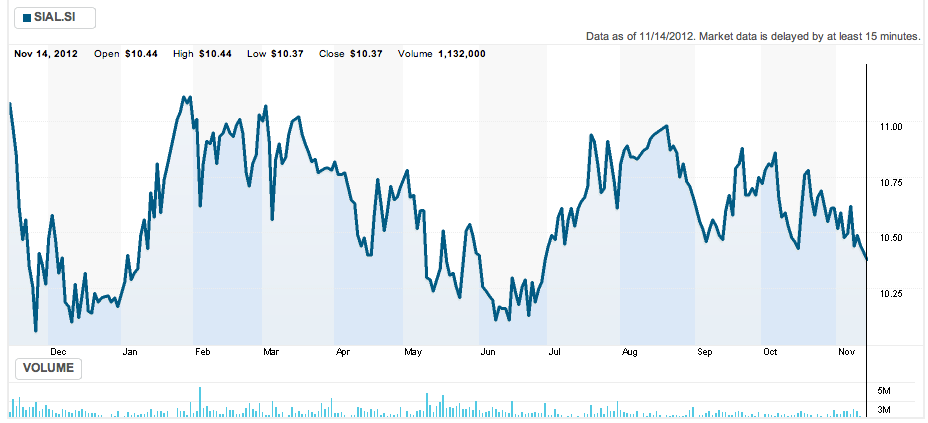 SIAL.SI
Data as of 11/14/2012. Market data is delayed by at least 15 minutes.
Nov 14, 2012 Open $10.44 High $10.44 Low $10.37 Close $10.37 Volume 1,132,000
11.00
10.75
10.50
10.25
Dec Jan Feb Mar Apr May Jun Jul Aug Sep Oct Nov
VOLUME
5M
3M